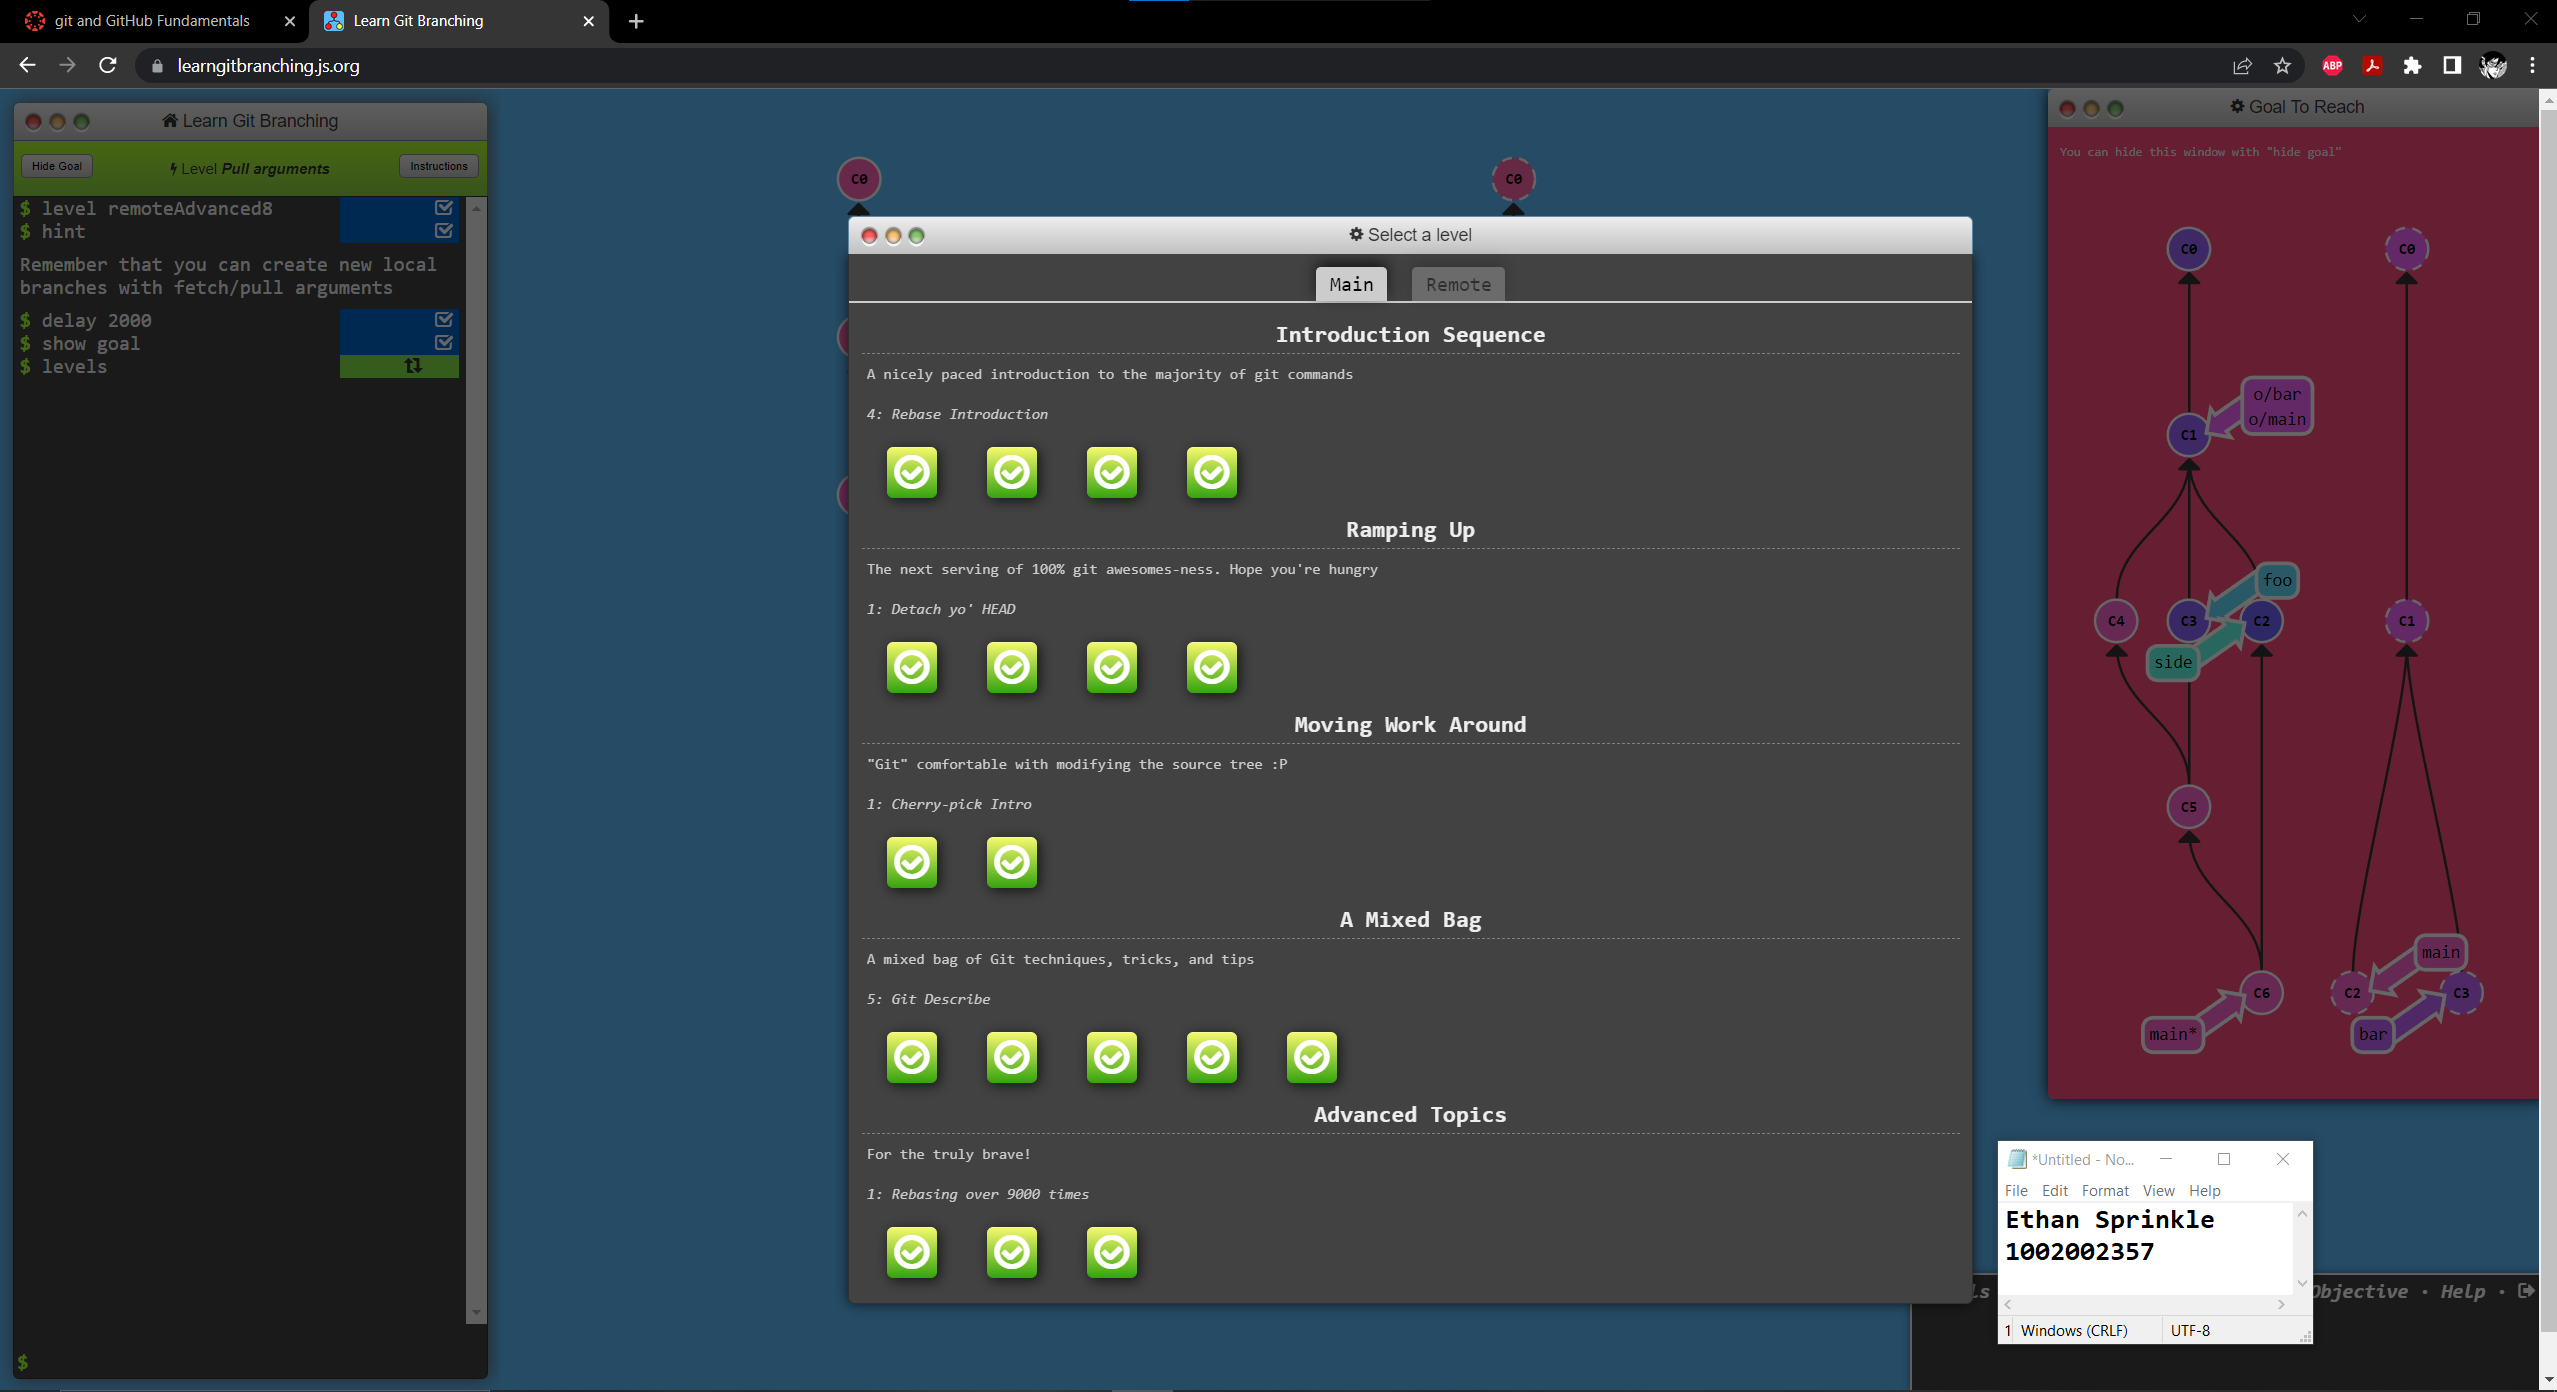 git and GitHub Fundamentals
Learn Git Branching
learngitbranching.js.org
ABP
Learn Git Branching
Hide Goal
Level Pull arguments
Instructions
$ level remoteAdvanced8
$ hint
Remember that you can create new local
branches with fetch/pull arguments
$ delay 2000
$ show goal
$ levels
$
C0
C0
Select a level
Main
Remote
Introduction Sequence
A nicely paced introduction to the majority of git commands
4: Rebase Introduction
Ramping Up
The next serving of 100% git awesomes-ness. Hope you're hungry
1: Detach yo' HEAD
Moving Work Around
"Git" comfortable with modifying the source tree :P
1: Cherry-pick Intro
A Mixed Bag
A mixed bag of Git techniques, tricks, and tips
5: Git Describe
Advanced Topics
For the truly brave!
1: Rebasing over 9000 times
Goal To Reach
You can hide this window with "hide goal"
C0
C0
o/bar
o/main
C1
foo
C4
C3
C2
C1
side
C5
main
C6
C2
C3
main*
bar
*Untitled - No...
File Edit Format View Help
Ethan Sprinkle
1002002357
1 Windows (CRLF) UTF-8
ls
Objective • Help •